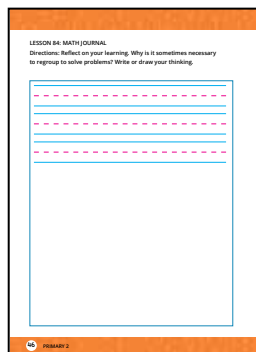 LESSON 84: MATH JOURNAL
Directions: Reflect on your learning. Why is it sometimes necessary
to regroup to solve problems? Write or draw your thinking.
46 PRIMARY 2